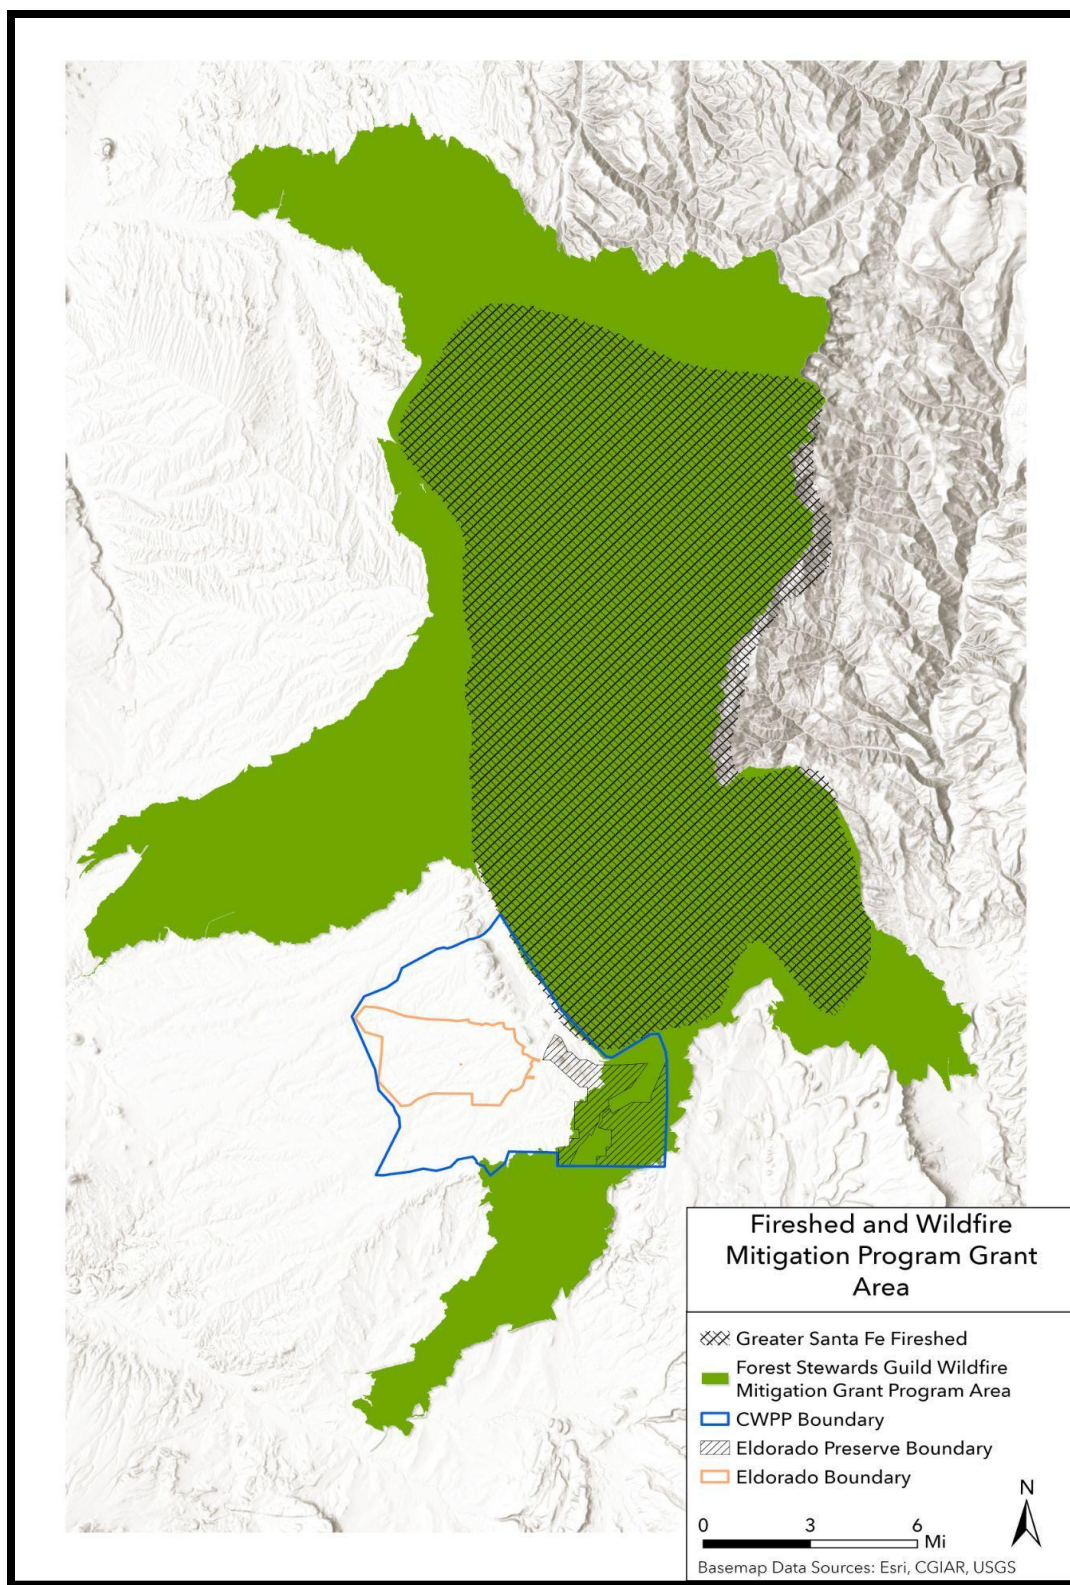 Fireshed and Wildfire
Mitigation Program Grant
Area
Greater Santa Fe Fireshed
Forest Stewards Guild Wildfire
Mitigation Grant Program Area
CWPP Boundary
Eldorado Preserve Boundary
Eldorado Boundary
N
0 3 6
Mi
Basemap Data Sources: Esri, CGIAR, USGS